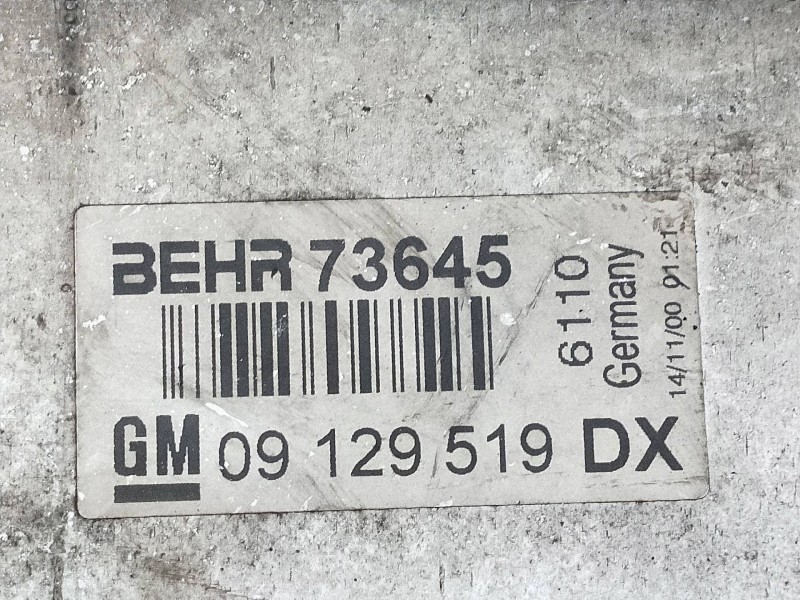 BEHR 73645
GM 09 129 519 DX
6110
Germany
14/11/00 01:21